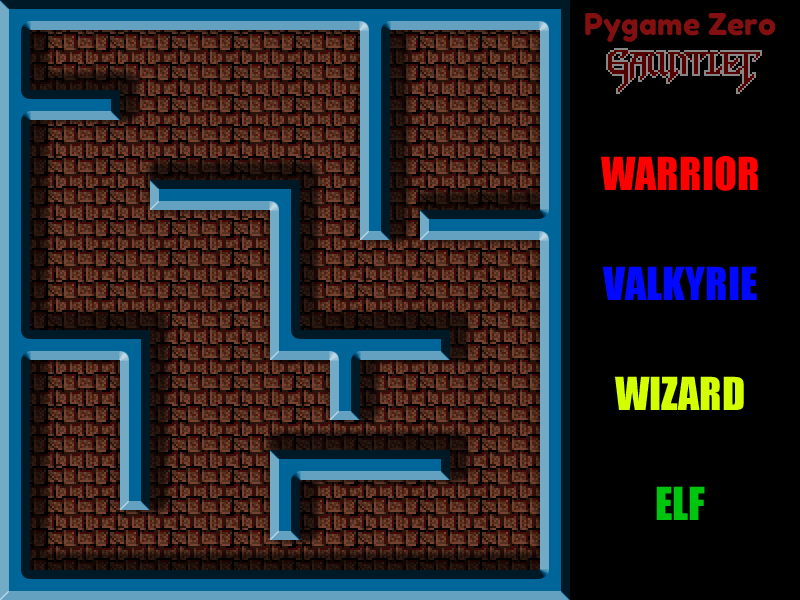 Pygame Zero
GAUNTLET
WARRIOR
VALKYRIE
WIZARD
ELF